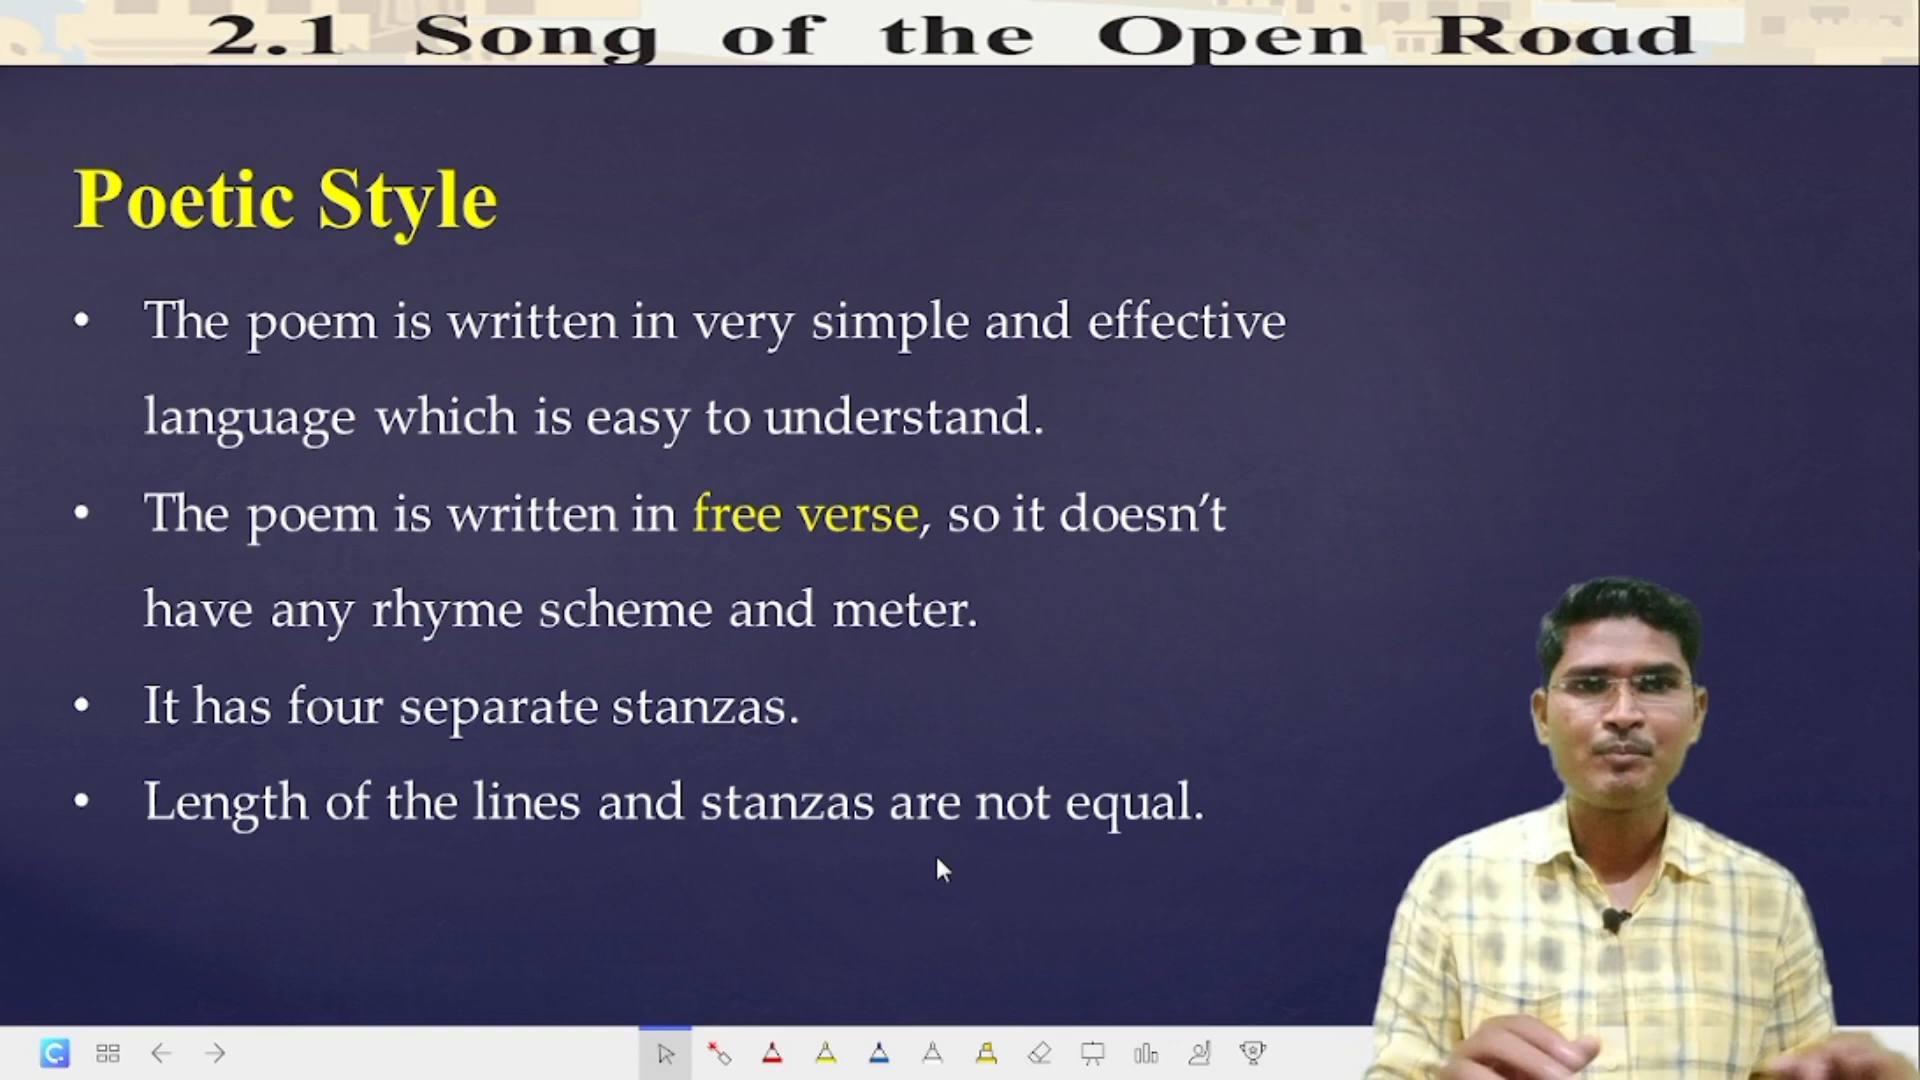 2.1 Song of the Open Road
Poetic Style
• The poem is written in very simple and effective
language which is easy to understand.
• The poem is written in free verse, so it doesn’t
have any rhyme scheme and meter.
• It has four separate stanzas.
• Length of the lines and stanzas are not equal.